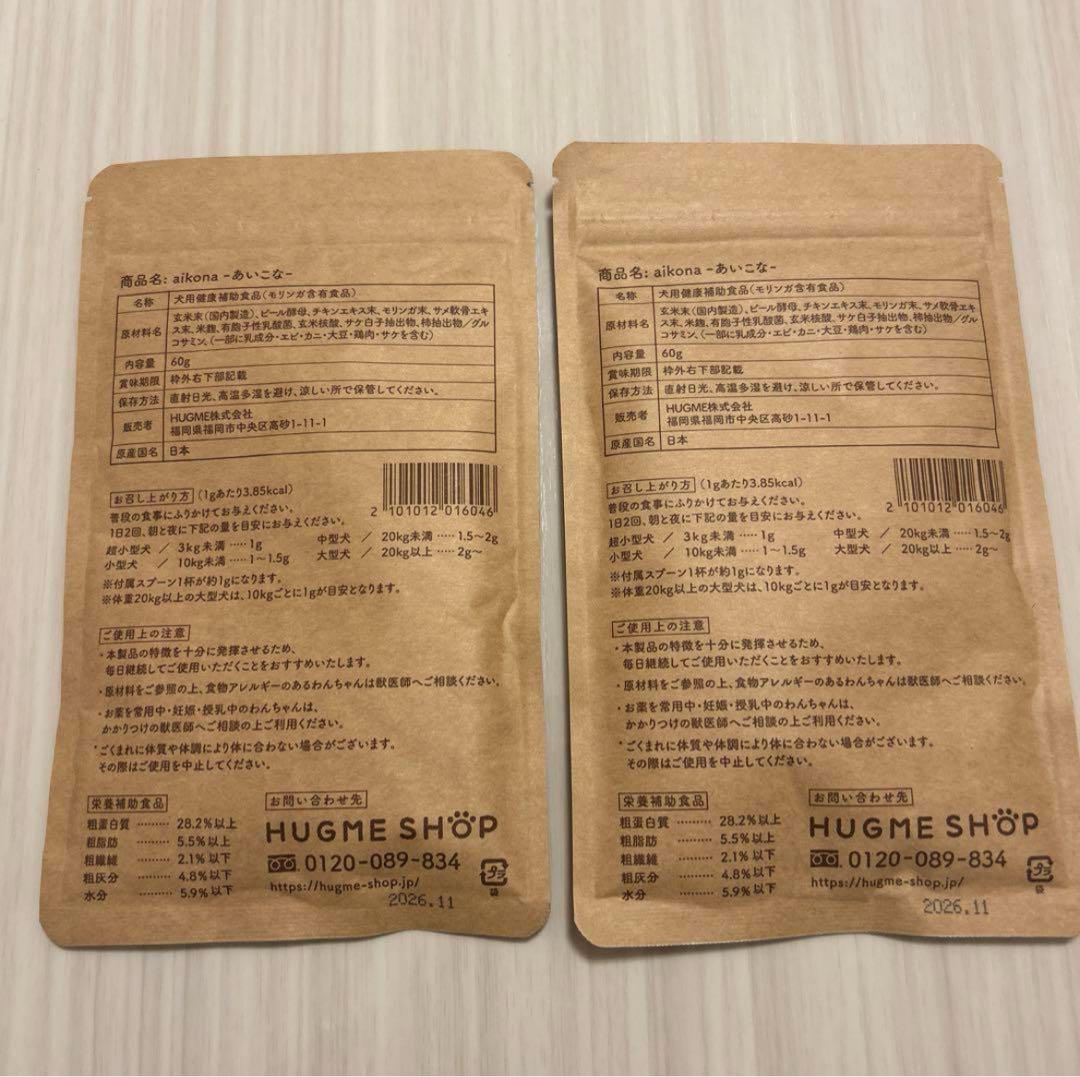 商品名: aikona -あいこな-
名称 犬用健康補助食品(モリンガ含有食品)
原材料名 玄米末(国内製造)、ビール酵母、チキンエキス末、モリンガ末、サメ軟骨エキ
ス末、米麹、有胞子性乳酸菌、玄米核酸、サケ白子抽出物、柿抽出物/グル
コサミン、(一部に乳成分・エビ・カニ・大豆・鶏肉・サケを含む)
内容量 60g
賞味期限 枠外右下部記載
保存方法 直射日光、高温多湿を避け、涼しい所で保管してください。
販売者 HUGME株式会社
福岡県福岡市中央区高砂1-11-1
原産国名 日本
お召し上がり方 (1gあたり3.85kcal)
普段の食事にふりかけてお与えください。
1日2回、朝と夜に下記の量を目安にお与えください。
2 101012 016046
超小型犬 / 3kg未満 ····· 1g 中型犬 / 20kg未満 ····· 1.5~2g
小型犬 / 10kg未満 ···· 1~1.5g 大型犬 / 20kg以上 ···· 2g~
※付属スプーン1杯が約1gになります。
※体重20kg以上の大型犬は、10kgごとに1gが目安となります。
ご使用上の注意
・本製品の特徴を十分に発揮させるため、
毎日継続してご使用いただくことをおすすめいたします。
・原材料をご参照の上、食物アレルギーのあるわんちゃんは獣医師へご相談ください。
・お薬を常用中・妊娠・授乳中のわんちゃんは、
かかりつけの獣医師へご相談の上ご利用ください。
*ごくまれに体質や体調により体に合わない場合がございます。
その際はご使用を中止してください。
栄養補助食品
粗蛋白質 ········· 28.2%以上
粗脂肪 ········· 5.5%以上
粗繊維 ········· 2.1%以下
粗灰分 ········· 4.8%以下
水分 ········· 5.9%以下
お問い合わせ先
HUGME SHOP
0120-089-834
https://hugme-shop.jp/
プラ
袋
2026.11
商品名: aikona -あいこな-
名称 犬用健康補助食品(モリンガ含有食品)
原材料名 玄米末(国内製造)、ビール酵母、チキンエキス末、モリンガ末、サメ軟骨エキ
ス末、米麹、有胞子性乳酸菌、玄米核酸、サケ白子抽出物、柿抽出物/グル
コサミン、(一部に乳成分・エビ・カニ・大豆・鶏肉・サケを含む)
内容量 60g
賞味期限 枠外右下部記載
保存方法 直射日光、高温多湿を避け、涼しい所で保管してください。
販売者 HUGME株式会社
福岡県福岡市中央区高砂1-11-1
原産国名 日本
お召し上がり方 (1gあたり3.85kcal)
普段の食事にふりかけてお与えください。
1日2回、朝と夜に下記の量を目安にお与えください。
2 101012 016046
超小型犬 / 3kg未満 ····· 1g 中型犬 / 20kg未満 ····· 1.5~2g
小型犬 / 10kg未満 ···· 1~1.5g 大型犬 / 20kg以上 ···· 2g~
※付属スプーン1杯が約1gになります。
※体重20kg以上の大型犬は、10kgごとに1gが目安となります。
ご使用上の注意
・本製品の特徴を十分に発揮させるため、
毎日継続してご使用いただくことをおすすめいたします。
・原材料をご参照の上、食物アレルギーのあるわんちゃんは獣医師へご相談ください。
・お薬を常用中・妊娠・授乳中のわんちゃんは、
かかりつけの獣医師へご相談の上ご利用ください。
*ごくまれに体質や体調により体に合わない場合がございます。
その際はご使用を中止してください。
栄養補助食品
粗蛋白質 ········· 28.2%以上
粗脂肪 ········· 5.5%以上
粗繊維 ········· 2.1%以下
粗灰分 ········· 4.8%以下
水分 ········· 5.9%以下
お問い合わせ先
HUGME SHOP
0120-089-834
https://hugme-shop.jp/
プラ
袋
2026.11